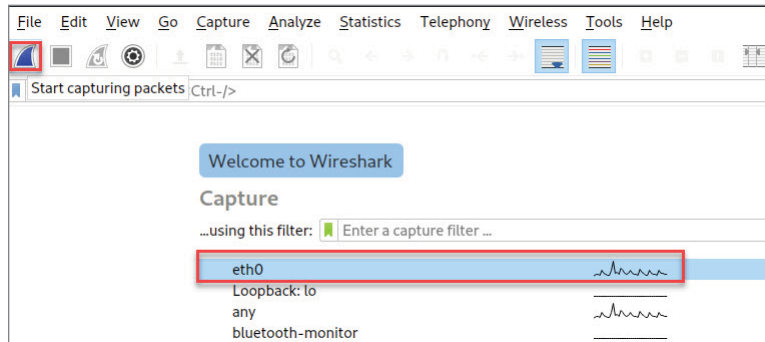 File Edit View Go Capture Analyze Statistics Telephony Wireless Tools Help
Start capturing packets Ctrl-/>
Welcome to Wireshark
Capture
...using this filter: Enter a capture filter ...
eth0
Loopback: lo
any
bluetooth-monitor